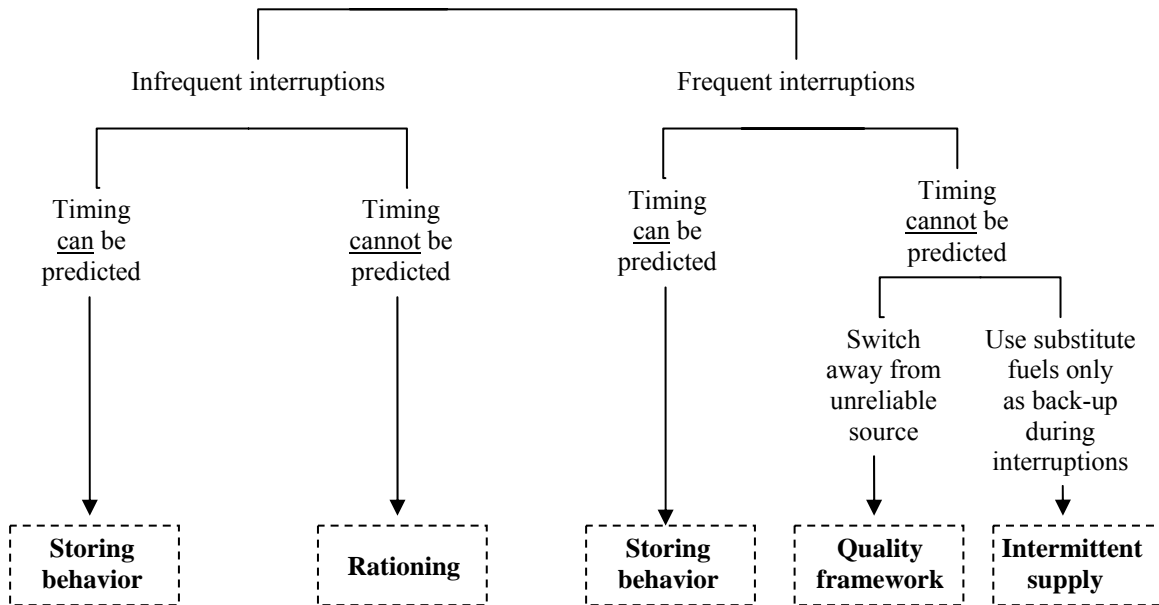 Infrequent interruptions
Frequent interruptions
Timing
can be
predicted
Timing
cannot be
predicted
Timing
can be
predicted
Timing
cannot be
predicted
Switch
away from
unreliable
source
Use substitute
fuels only
as back-up
during
interruptions
Storing
behavior
Rationing
Storing
behavior
Quality
framework
Intermittent
supply